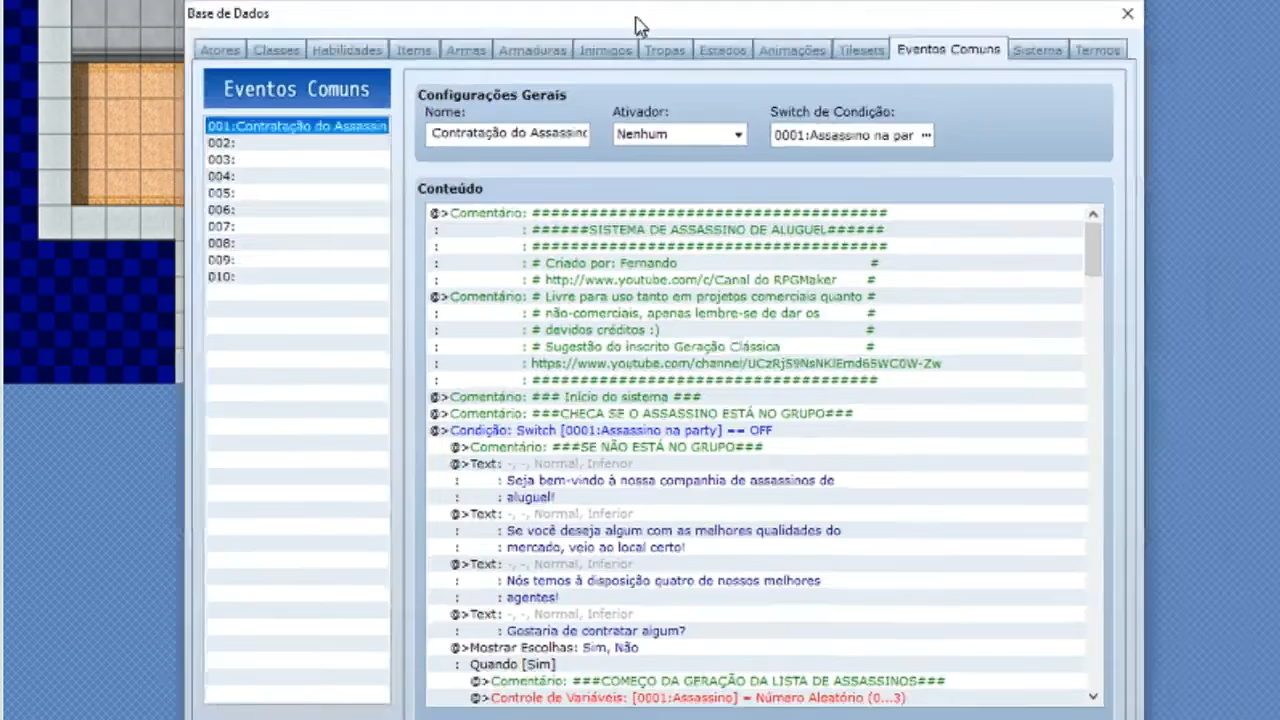 Base de Dados
Atores Classes Habilidades Items Armas Armaduras Inimigos Tropas Estados Animações Tilesets Eventos Comuns Sistema Termos
Eventos Comuns
001:Contratação do Assassin
002:
003:
004:
005:
006:
007:
008:
009:
010:
Configurações Gerais
Nome: Ativador: Switch de Condição:
Contratação do Assassino Nenhum 0001:Assassino na par ...
Conteúdo
@>Comentário: #####################################
: : ######SISTEMA DE ASSASSINO DE ALUGUEL######
: : #####################################
: : # Criado por: Fernando #
: : # http://www.youtube.com/c/Canal do RPGMaker #
@>Comentário: # Livre para uso tanto em projetos comerciais quanto #
: : # não-comerciais, apenas lembre-se de dar os #
: : # devidos créditos :) #
: : # Sugestão do inscrito Geração Clássica #
: : ####################################
@>Comentário: ### Início do sistema ###
@>Comentário: ###CHECA SE O ASSASSINO ESTÁ NO GRUPO###
@>Condição: Switch [0001:Assassino na party] == OFF
@>Comentário: ###SE NÃO ESTÁ NO GRUPO###
@>Text: -, -, Normal, Inferior
: : Seja bem-vindo à nossa companhia de assassinos de
: : aluguel!
@>Text: -, -, Normal, Inferior
: : Se você deseja algum com as melhores qualidades do
: : mercado, veio ao local certo!
@>Text: -, -, Normal, Inferior
: : Nós temos à disposição quatro de nossos melhores
: : agentes!
@>Text: -, -, Normal, Inferior
: : Gostaria de contratar algum?
@>Mostrar Escolhas: Sim, Não
: Quando [Sim]
@>Comentário: ###COMEÇO DA GERAÇÃO DA LISTA DE ASSASSINOS###
@>Controle de Variáveis: [0001:Assassino] = Número Aleatório (0...3)